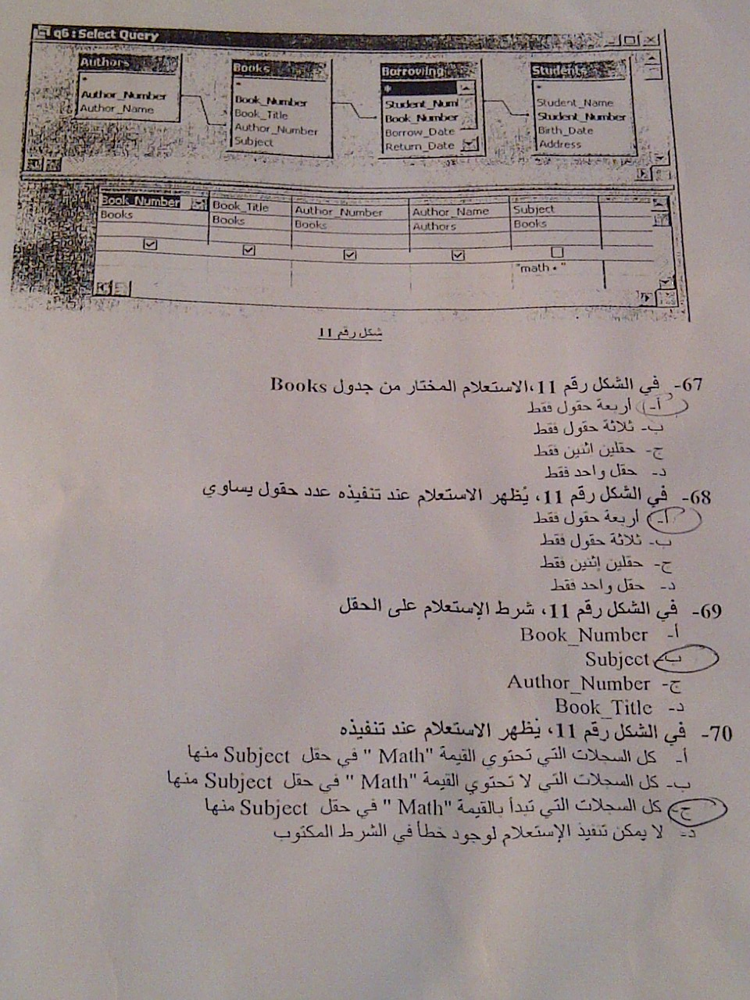 q6 : Select Query
Authors
*
Author_Number
Author_Name
Books
*
Book_Number
Book_Title
Author_Number
Subject
Borrowing
*
Student_Numl
Book_Number
Borrow_Date
Return_Date
Students
*
Student_Name
Student_Number
Birth_Date
Address
Book_Number Book_Title Author_Number Author_Name Subject
Books Books Books Authors Books
"math * "
شكل رقم 11
67- في الشكل رقم 11،الاستعلام المختار من جدول Books
أ- أربعة حقول فقط
ب- ثلاثة حقول فقط
ج- حقلين اثنين فقط
د- حقل واحد فقط
68- في الشكل رقم 11، يُظهر الاستعلام عند تنفيذه عدد حقول يساوي
أ- أربعة حقول فقط
ب- ثلاثة حقول فقط
ج- حقلين إثنين فقط
د- حقل واحد فقط
69- في الشكل رقم 11، شرط الإستعلام على الحقل
أ- Book_Number
ب- Subject
ج- Author_Number
د- Book_Title
70- في الشكل رقم 11، يُظهر الاستعلام عند تنفيذه
أ- كل السجلات التي تحتوي القيمة "Math " في حقل Subject منها
ب- كل السجلات التي لا تحتوي القيمة "Math " في حقل Subject منها
ج- كل السجلات التي تبدأ بالقيمة "Math " في حقل Subject منها
د- لا يمكن تنفيذ الإستعلام لوجود خطأ في الشرط المكتوب